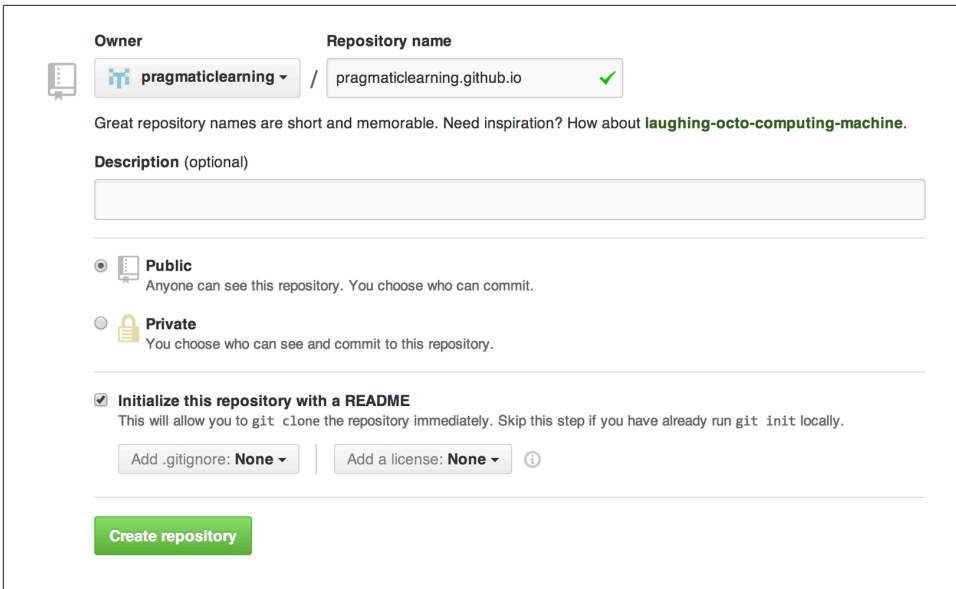 Owner Repository name
pragmaticlearning / pragmaticlearning.github.io
Great repository names are short and memorable. Need inspiration? How about laughing-octo-computing-machine.
Description (optional)
Public
Anyone can see this repository. You choose who can commit.
Private
You choose who can see and commit to this repository.
Initialize this repository with a README
This will allow you to git clone the repository immediately. Skip this step if you have already run git init locally.
Add .gitignore: None Add a license: None
Create repository